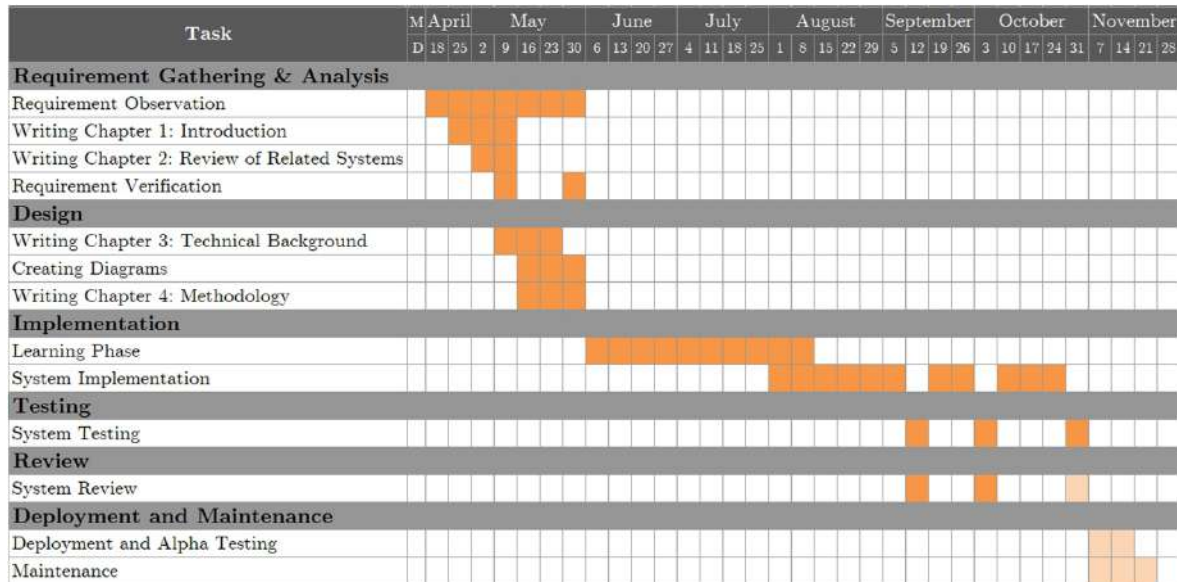 Task M April May June July August September October November
D 18 25 2 9 16 23 30 6 13 20 27 4 11 18 25 1 8 15 22 29 5 12 19 26 3 10 17 24 31 7 14 21 28
Requirement Gathering & Analysis
Requirement Observation
Writing Chapter 1: Introduction
Writing Chapter 2: Review of Related Systems
Requirement Verification
Design
Writing Chapter 3: Technical Background
Creating Diagrams
Writing Chapter 4: Methodology
Implementation
Learning Phase
System Implementation
Testing
System Testing
Review
System Review
Deployment and Maintenance
Deployment and Alpha Testing
Maintenance